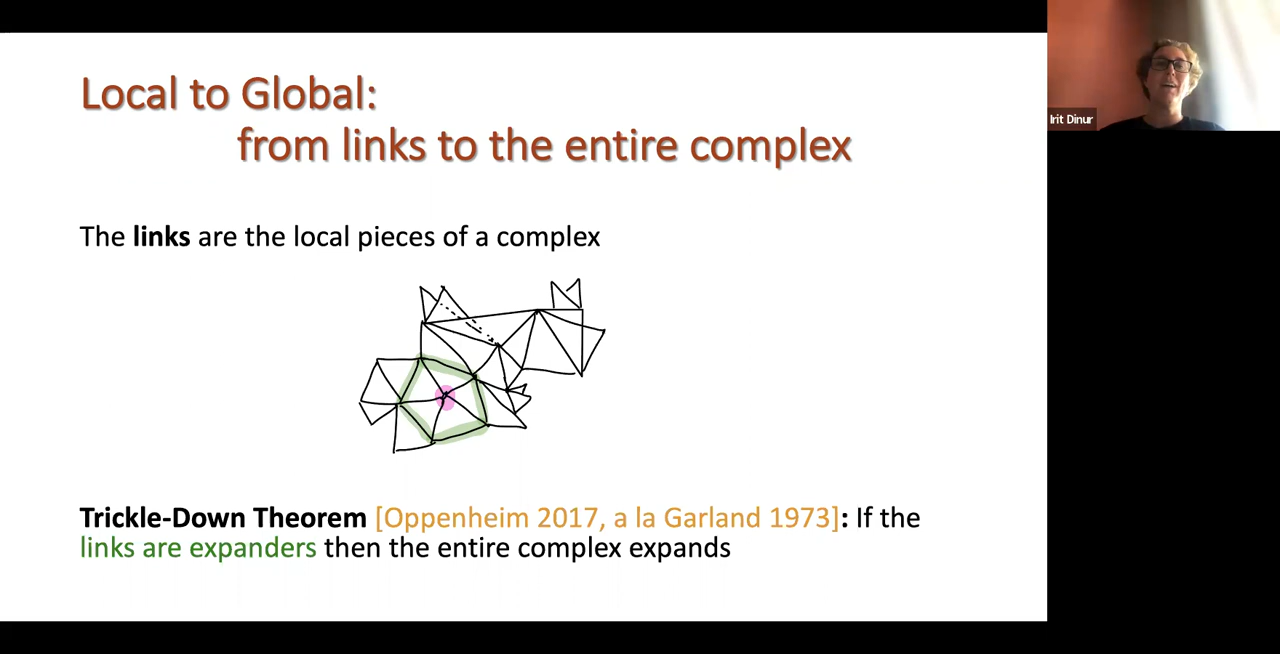 Local to Global:
from links to the entire complex
Irit Dinur
The links are the local pieces of a complex
Trickle-Down Theorem [Oppenheim 2017, a la Garland 1973]: If the
links are expanders then the entire complex expands